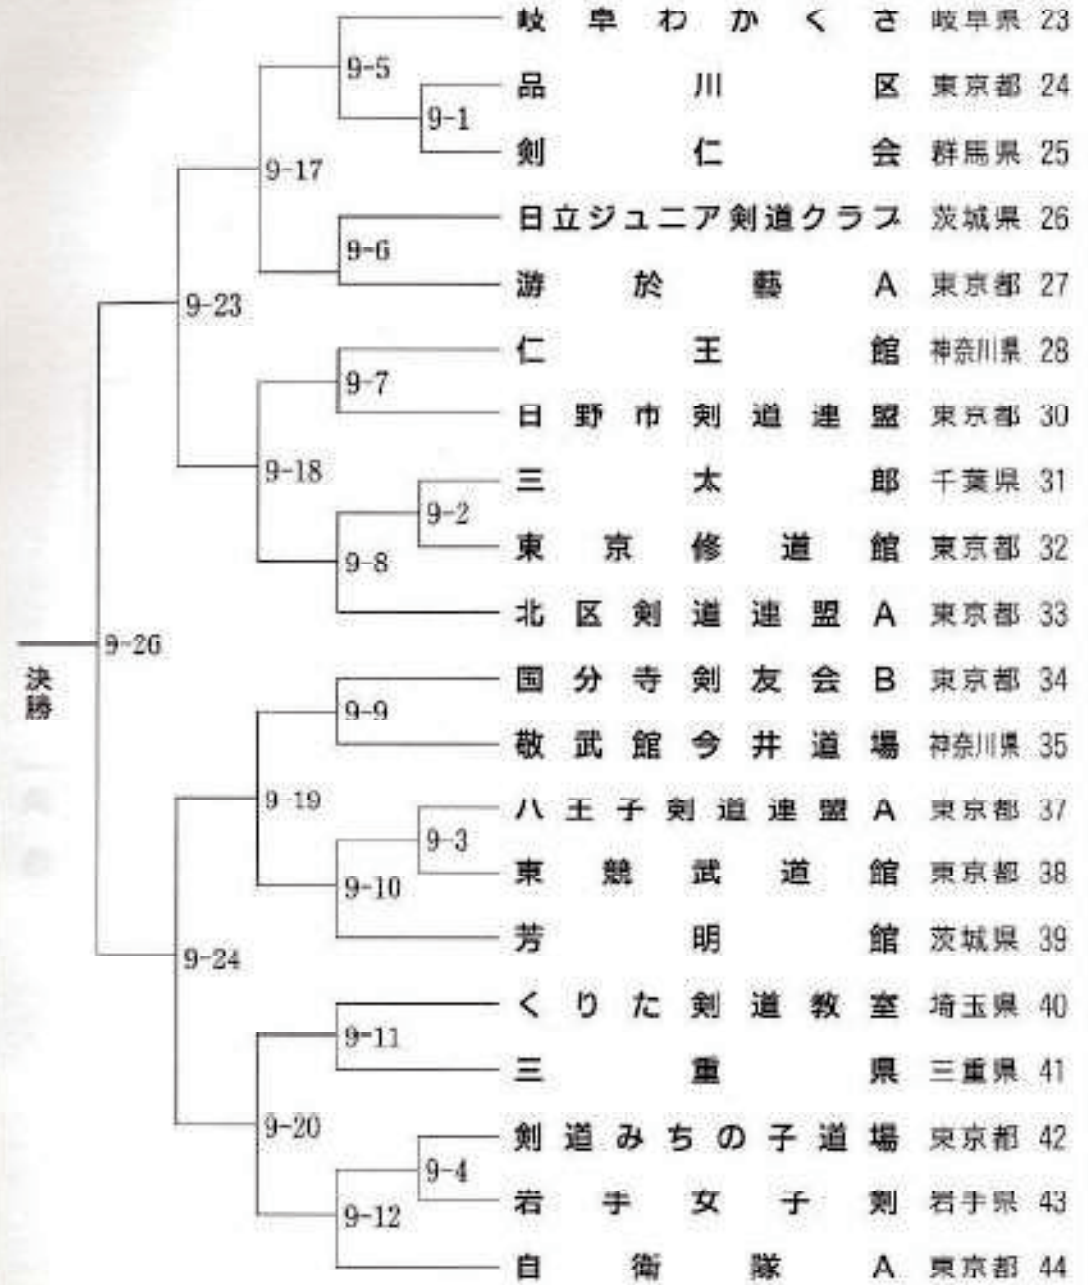 岐阜わかくさ 岐阜県 23
9-5
品川区 東京都 24
9-1
剣仁会 群馬県 25
9-17
日立ジュニア剣道クラブ 茨城県 26
9-6
游於藝A 東京都 27
9-23
仁王館 神奈川県 28
9-7
日野市剣道連盟 東京都 30
9-18
三太郎 千葉県 31
9-2
東京修道館 東京都 32
9-8
北区剣道連盟A 東京都 33
9-26
決勝
国分寺剣友会B 東京都 34
9-9
敬武館今井道場 神奈川県 35
9-19
八王子剣道連盟A 東京都 37
9-3
東競武道館 東京都 38
9-10
芳明館 茨城県 39
9-24
くりた剣道教室 埼玉県 40
9-11
三重県 三重県 41
9-20
剣道みちの子道場 東京都 42
9-4
岩手女子剣 岩手県 43
9-12
自衛隊A 東京都 44